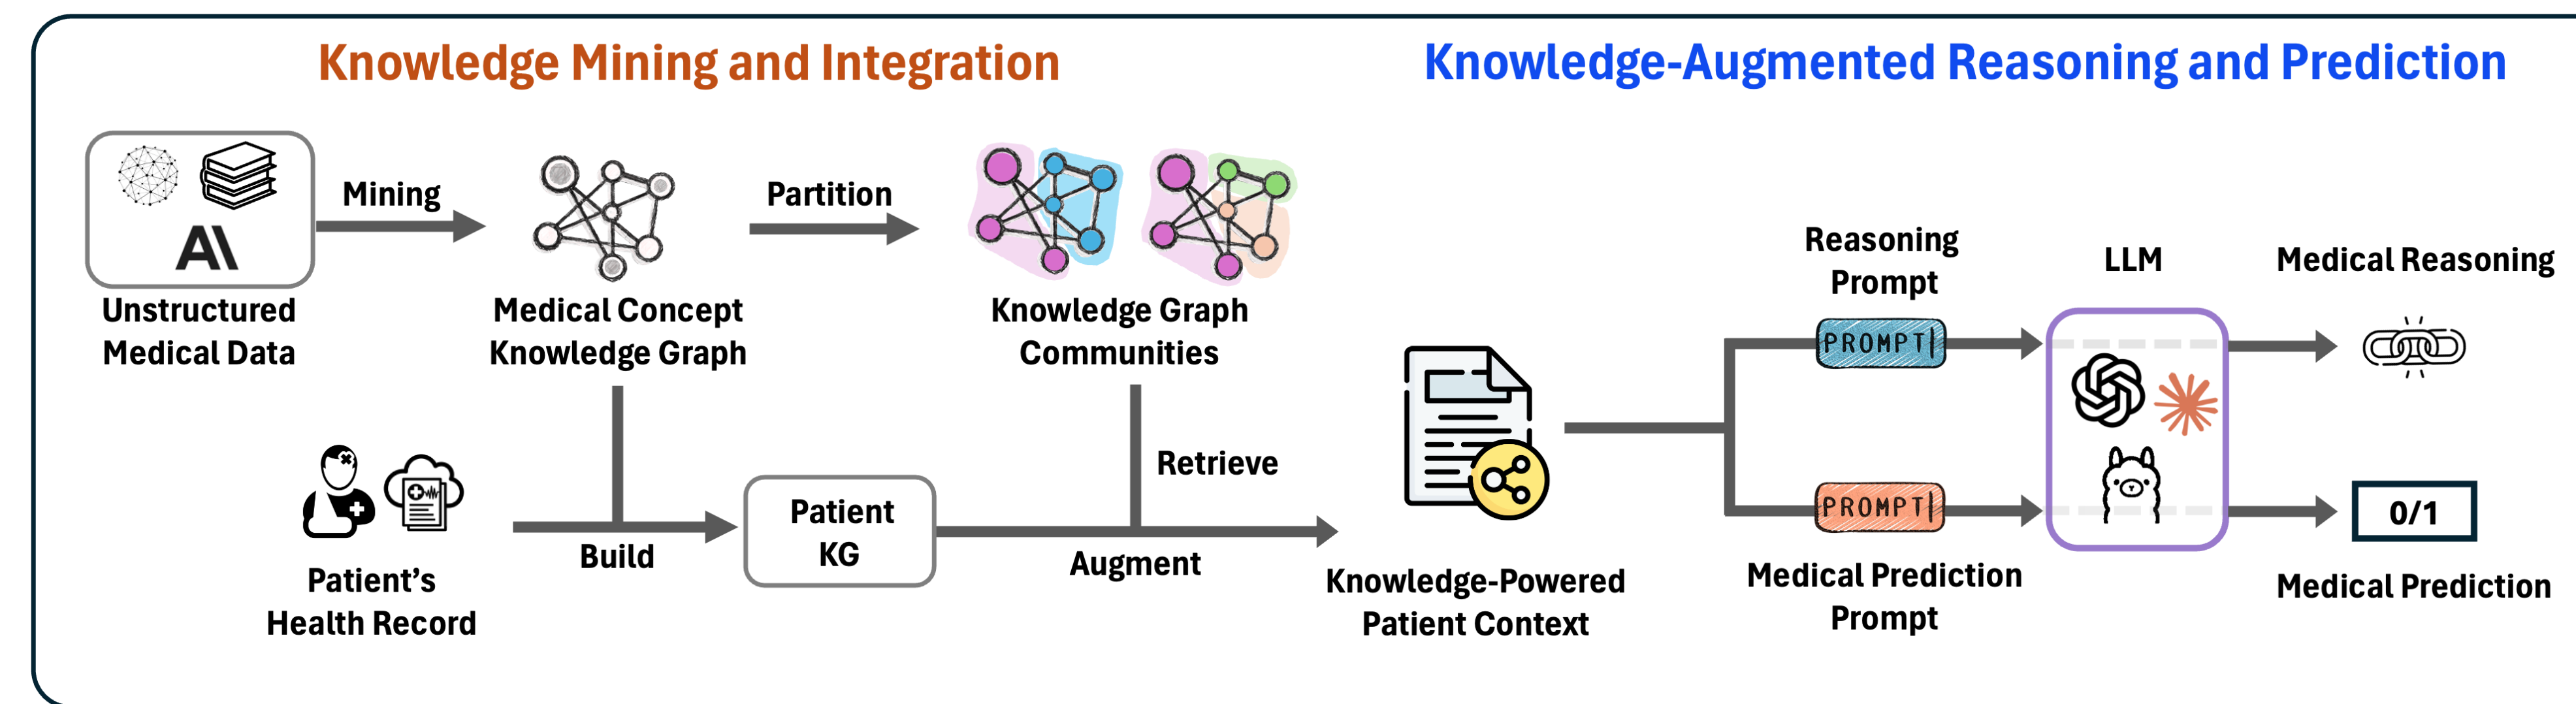 Knowledge Mining and Integration
Knowledge-Augmented Reasoning and Prediction
Mining
Partition
A\
Unstructured
Medical Data
Medical Concept
Knowledge Graph
Knowledge Graph
Communities
Patient's
Health Record
Build
Patient
KG
Retrieve
Augment
Knowledge-Powered
Patient Context
Reasoning
Prompt
PROMPT|
PROMPT|
Medical Prediction
Prompt
LLM
Medical Reasoning
0/1
Medical Prediction